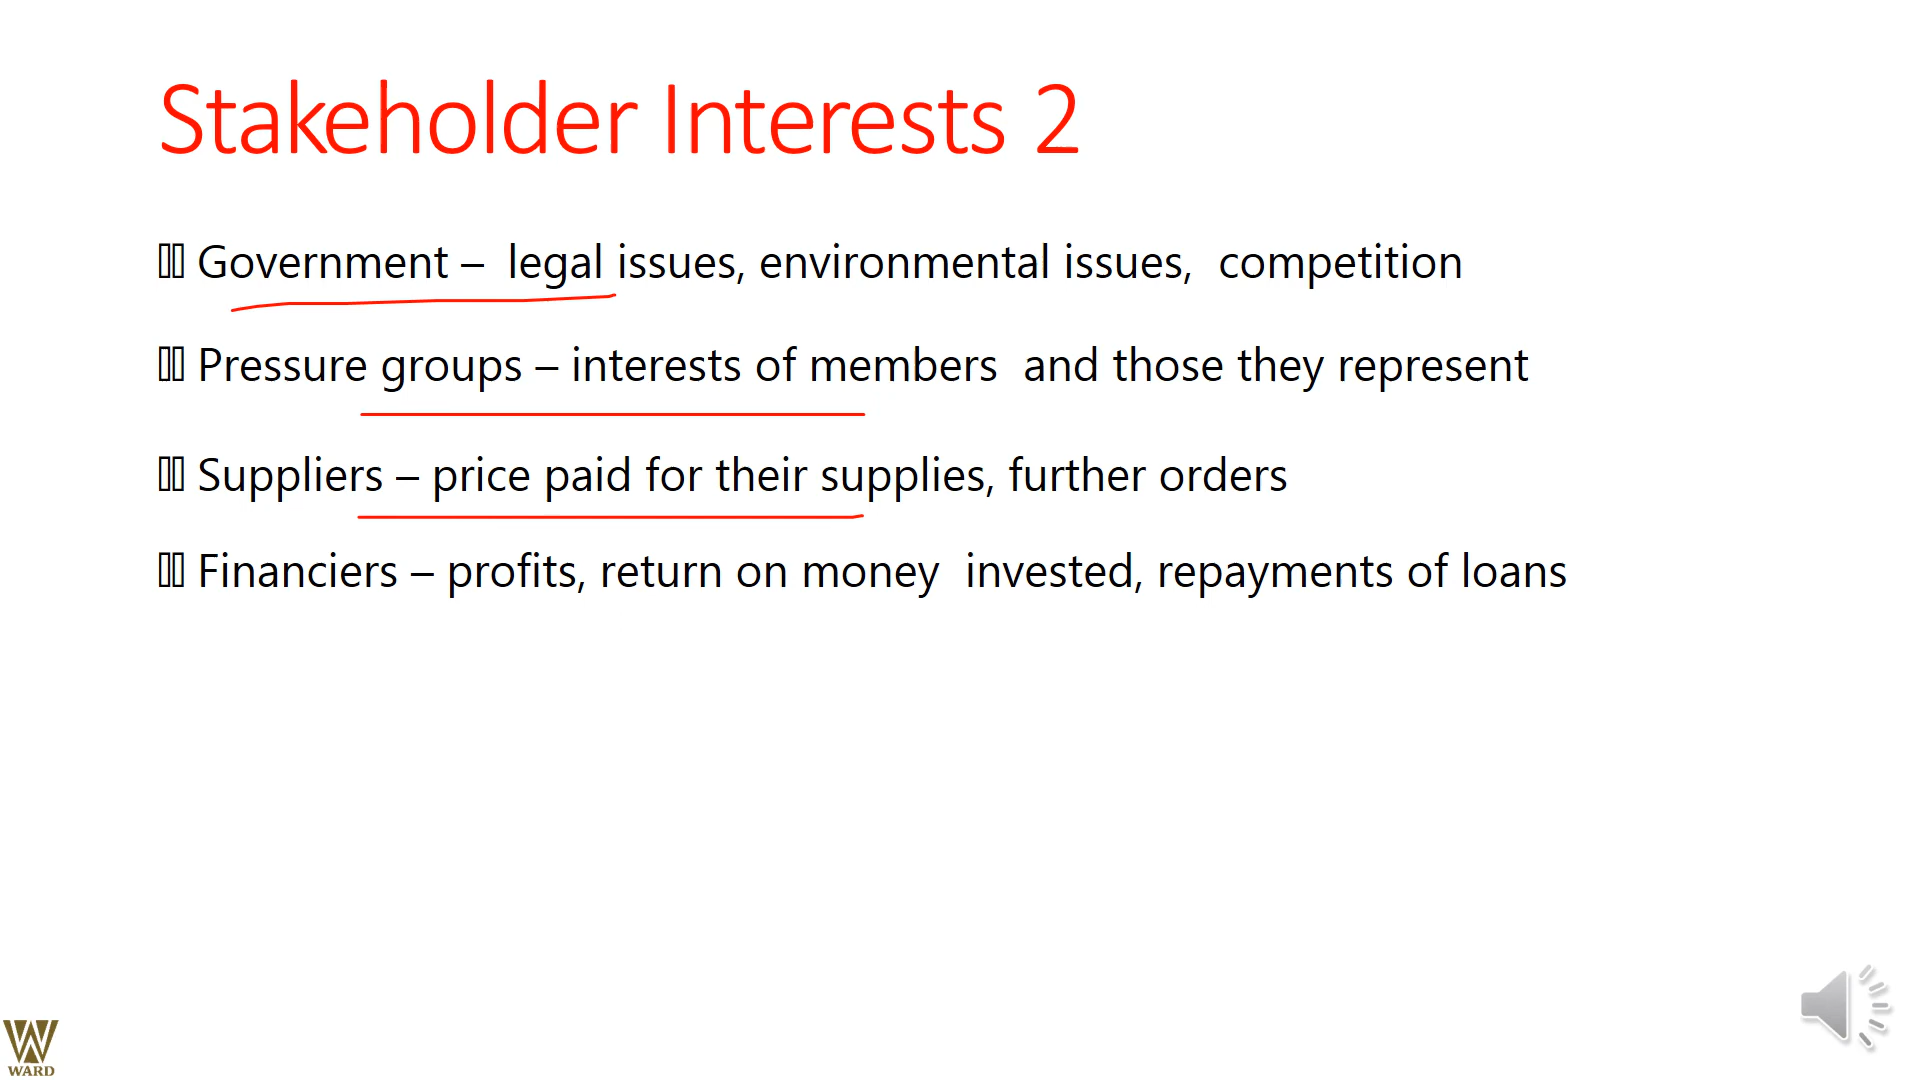 Stakeholder Interests 2
Government – legal issues, environmental issues, competition
Pressure groups – interests of members and those they represent
Suppliers – price paid for their supplies, further orders
Financiers – profits, return on money invested, repayments of loans
WARD